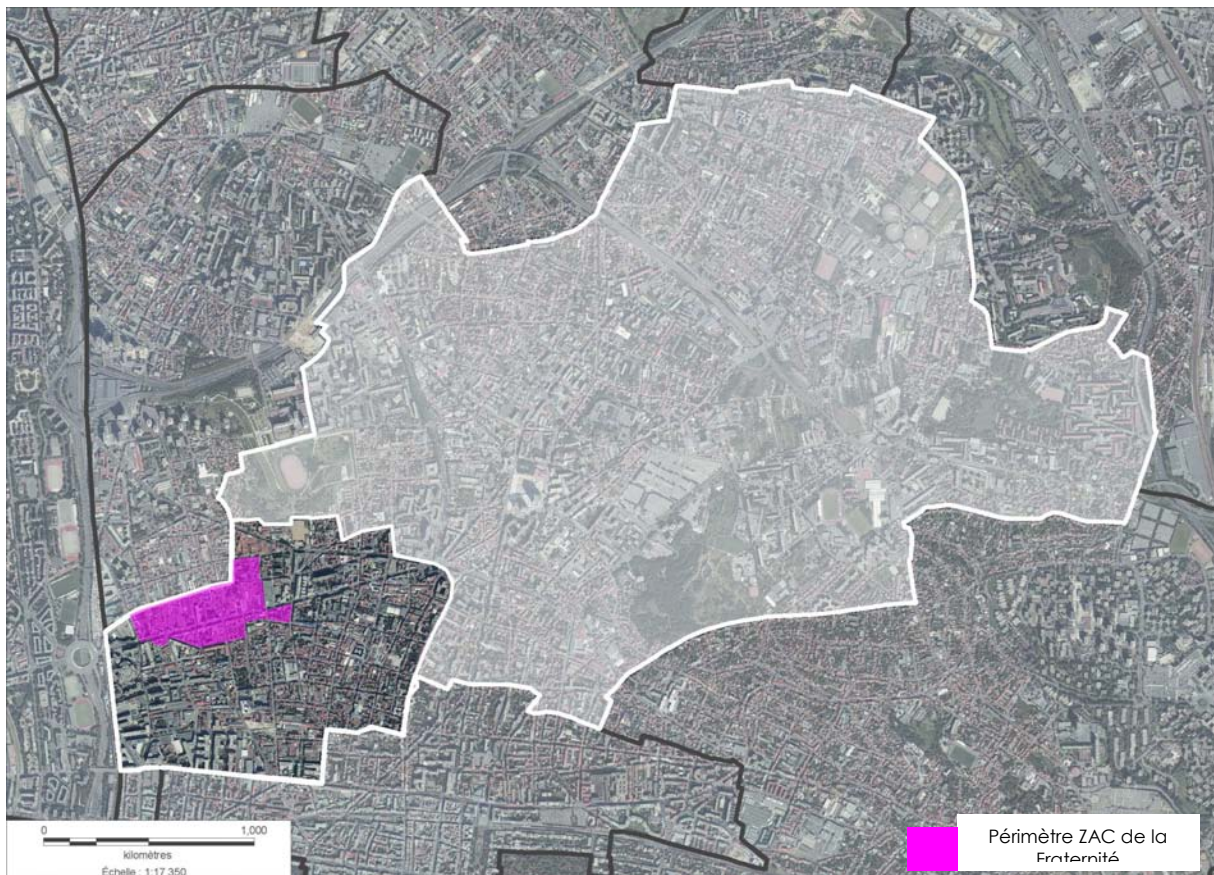 0 1,000
kilomètres
Échelle : 1:17 350
Périmètre ZAC de la
Fraternité